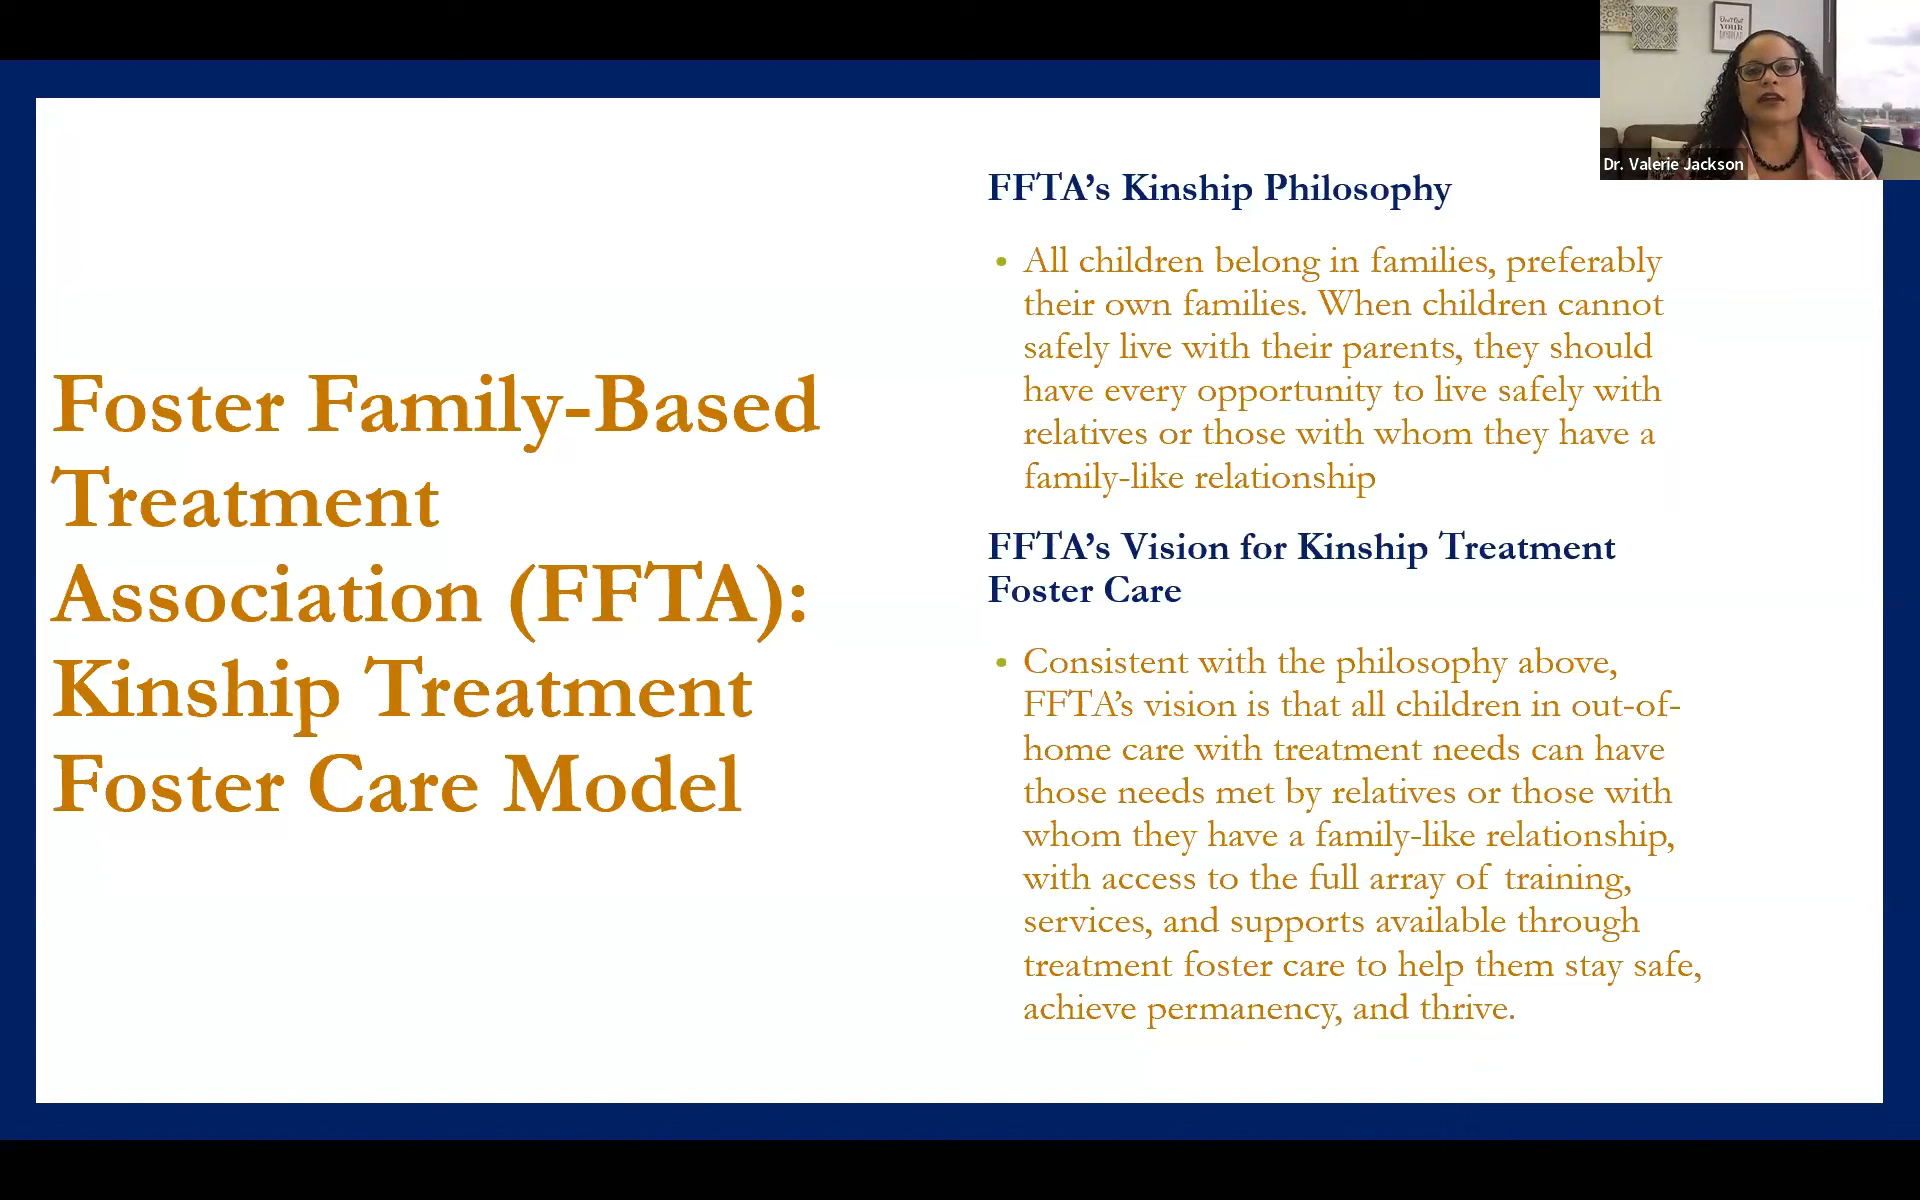 Foster Family-Based
Treatment
Association (FFTA):
Kinship Treatment
Foster Care Model
FFTA’s Kinship Philosophy
• All children belong in families, preferably
their own families. When children cannot
safely live with their parents, they should
have every opportunity to live safely with
relatives or those with whom they have a
family-like relationship
FFTA’s Vision for Kinship Treatment
Foster Care
• Consistent with the philosophy above,
FFTA’s vision is that all children in out-of-
home care with treatment needs can have
those needs met by relatives or those with
whom they have a family-like relationship,
with access to the full array of training,
services, and supports available through
treatment foster care to help them stay safe,
achieve permanency, and thrive.
YOUR
Dr. Valerie Jackson